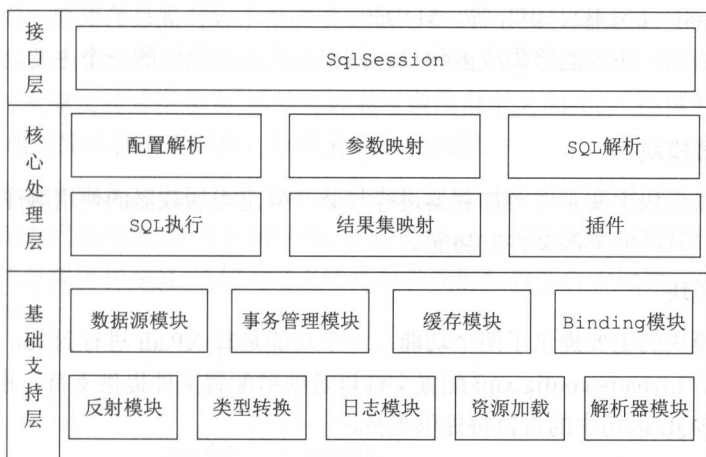 接口层
SqlSession
核心处理层
配置解析 参数映射 SQL解析
SQL执行 结果集映射 插件
基础支持层
数据源模块 事务管理模块 缓存模块 Binding模块
反射模块 类型转换 日志模块 资源加载 解析器模块